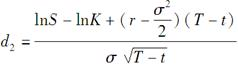 d₂ = (lnS − lnK + (r − σ²/2)(T − t)) / (σ√(T − t))